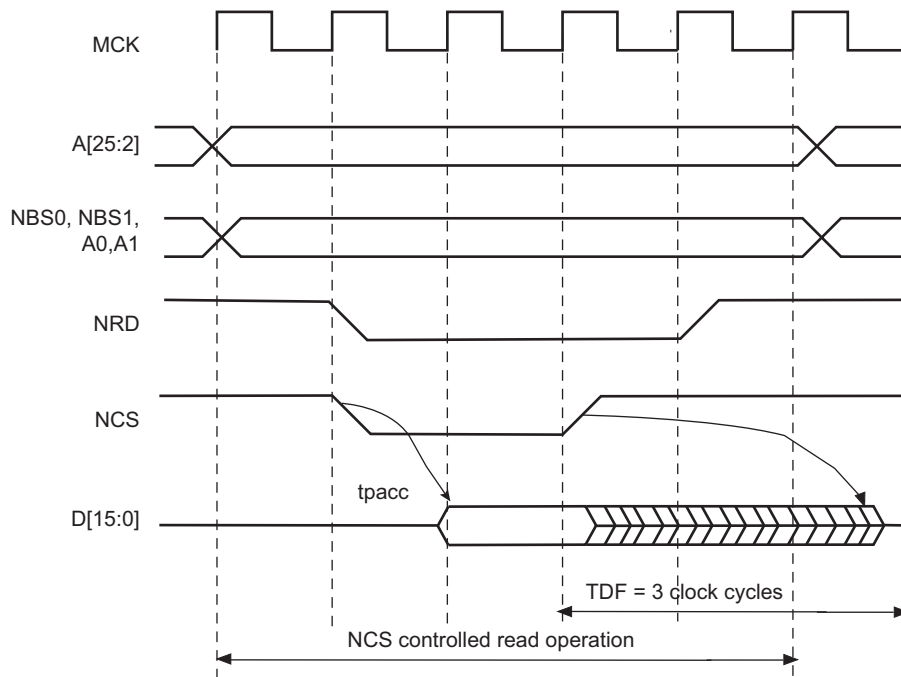 MCK
A[25:2]
NBS0, NBS1,
A0,A1
NRD
NCS
tpacc
D[15:0]
TDF = 3 clock cycles
NCS controlled read operation